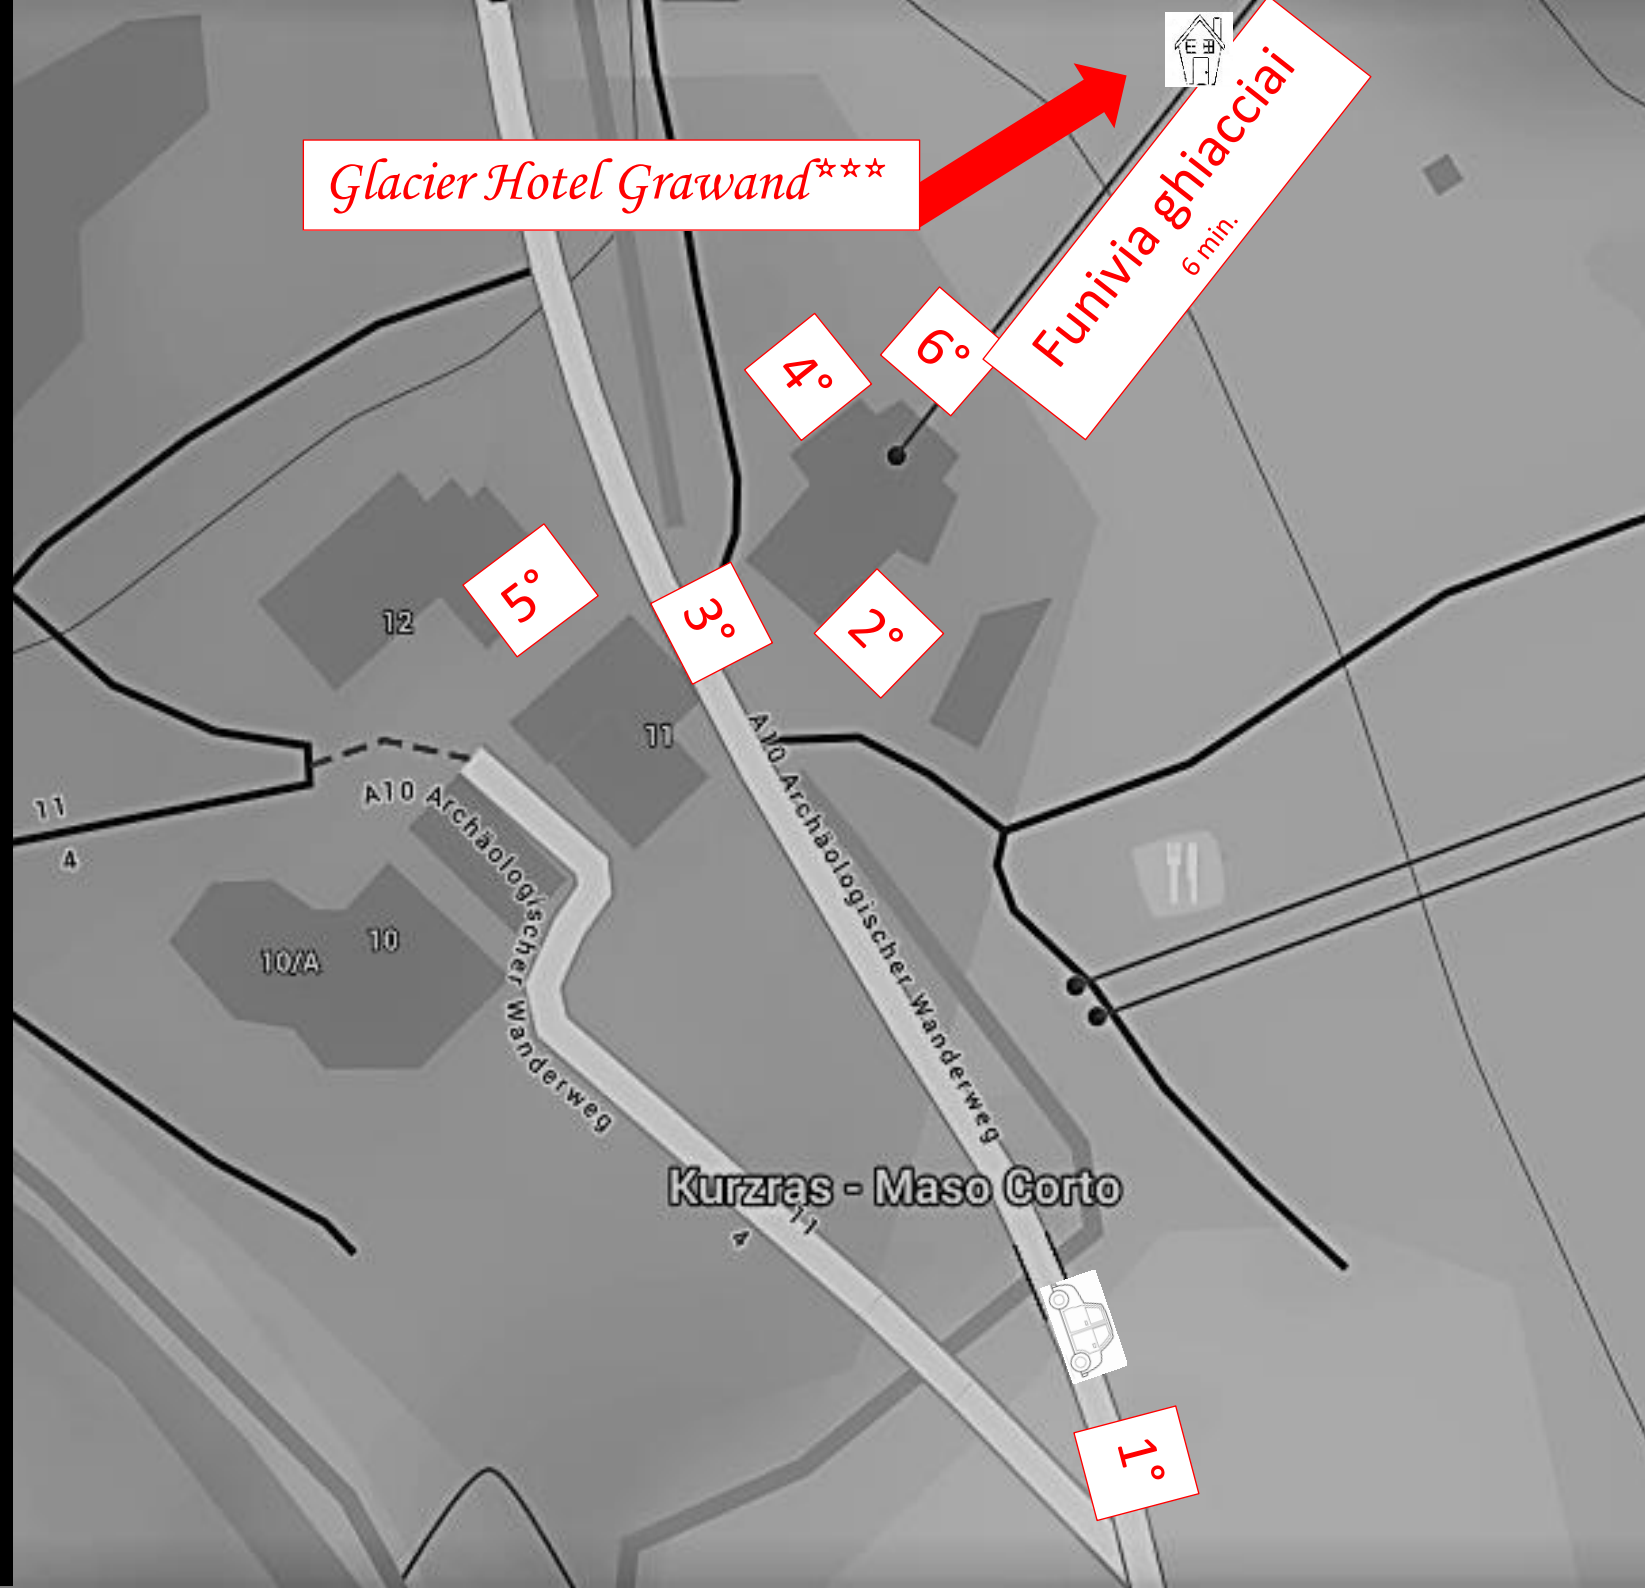 Glacier Hotel Grawand***
Funivia ghiacciai
6 min.
4°
6°
5°
3°
2°
12
11
A10 Archäologischer Wanderweg
A10 Archäologischer Wanderweg
11
4
10
10/A
Kurzras - Maso Corto
11
4
1°